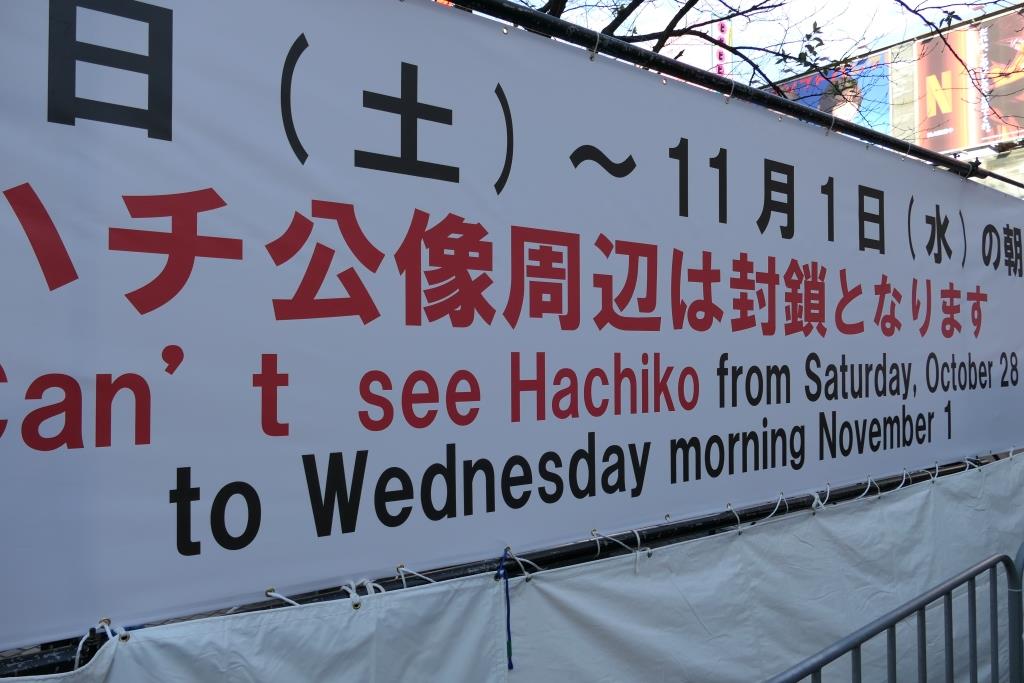 日（土）～11月1日（水）の朝
ハチ公像周辺は封鎖となります
can't see Hachiko from Saturday, October 28
to Wednesday morning November 1
N